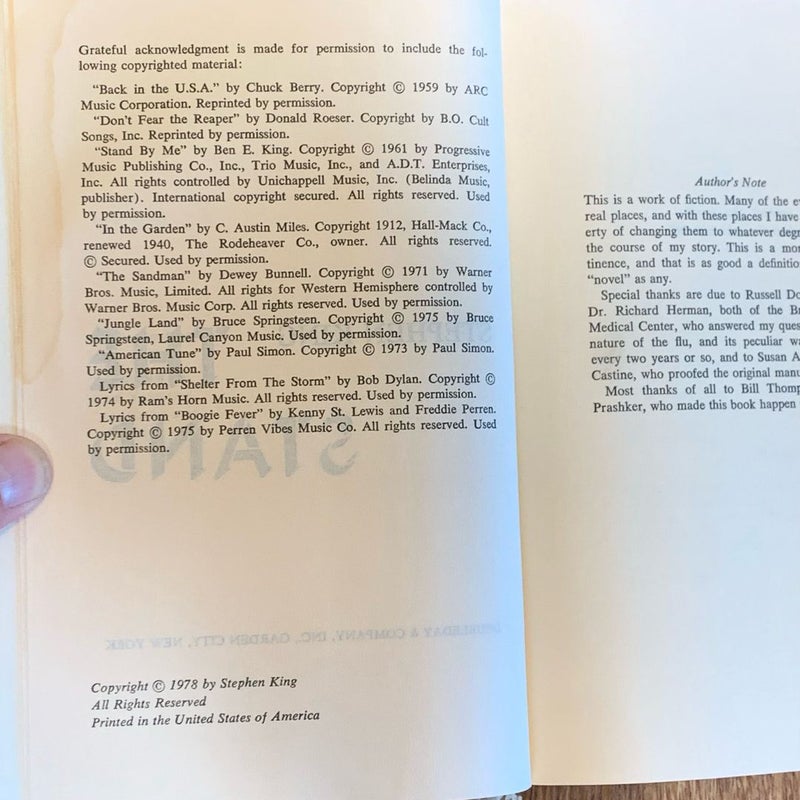 Grateful acknowledgment is made for permission to include the fol-
lowing copyrighted material:
"Back in the U.S.A." by Chuck Berry. Copyright © 1959 by ARC
Music Corporation. Reprinted by permission.
"Don't Fear the Reaper" by Donald Roeser. Copyright by B.O. Cult
Songs, Inc. Reprinted by permission.
"Stand By Me" by Ben E. King. Copyright © 1961 by Progressive
Music Publishing Co., Inc., Trio Music, Inc., and A.D.T. Enterprises,
Inc. All rights controlled by Unichappell Music, Inc. (Belinda Music,
publisher). International copyright secured. All rights reserved. Used
by permission.
"In the Garden" by C. Austin Miles. Copyright 1912, Hall-Mack Co.,
renewed 1940, The Rodeheaver Co., owner. All rights reserved.
© Secured. Used by permission.
"The Sandman" by Dewey Bunnell. Copyright © 1971 by Warner
Bros. Music, Limited. All rights for Western Hemisphere controlled by
Warner Bros. Music Corp. All rights reserved. Used by permission.
"Jungle Land" by Bruce Springsteen. Copyright © 1975 by Bruce
Springsteen, Laurel Canyon Music. Used by permission.
"American Tune" by Paul Simon. Copyright © 1973 by Paul Simon.
Used by permission.
Lyrics from "Shelter From The Storm" by Bob Dylan. Copyright ©
1974 by Ram's Horn Music. All rights reserved. Used by permission.
Lyrics from "Boogie Fever" by Kenny St. Lewis and Freddie Perren.
Copyright © 1975 by Perren Vibes Music Co. All rights reserved. Used
by permission.
STAND
DOUBLEDAY & COMPANY, INC., GARDEN CITY, NEW YORK
Copyright © 1978 by Stephen King
All Rights Reserved
Printed in the United States of America
Author's Note
This is a work of fiction. Many of the
real places, and with these places I have
erty of changing them to whatever
the course of my story. This is a
tinence, and that is as good a
"novel" as any.
Special thanks are due to Russell
Dr. Richard Herman, both of the
Medical Center, who answered my
nature of the flu, and its peculiar
every two years or so, and to Susan
Castine, who proofed the original
Most thanks of all to Bill
Prashker, who made this book happen